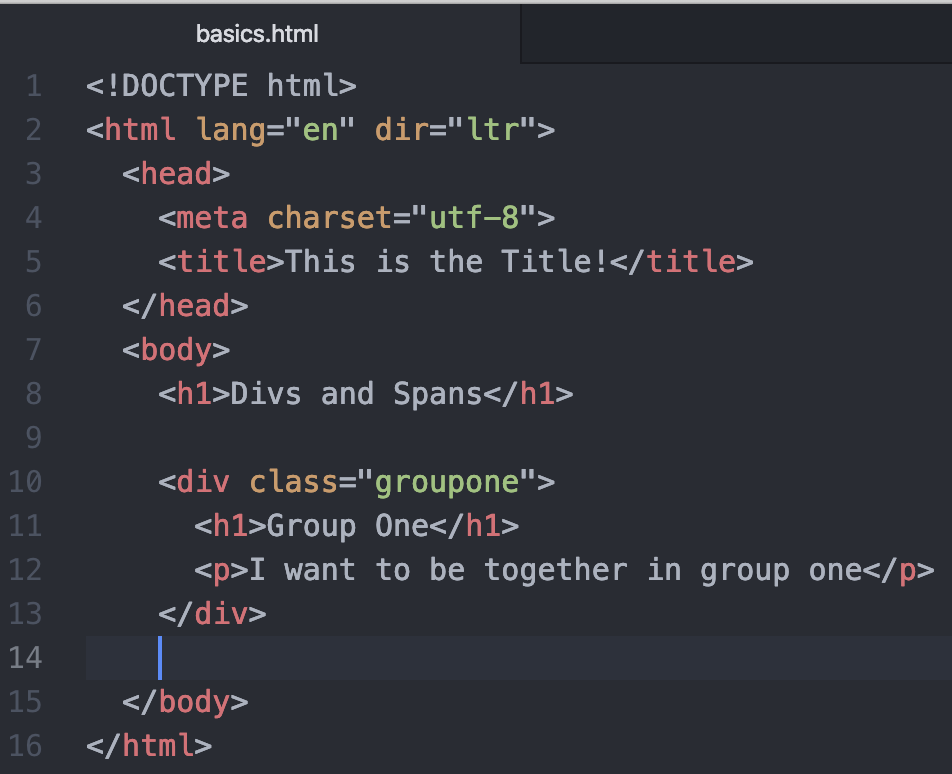 basics.html
1 <!DOCTYPE html>
2 <html lang="en" dir="ltr">
3   <head>
4     <meta charset="utf-8">
5     <title>This is the Title!</title>
6   </head>
7   <body>
8     <h1>Divs and Spans</h1>
9
10     <div class="groupone">
11       <h1>Group One</h1>
12       <p>I want to be together in group one</p>
13     </div>
14
15   </body>
16 </html>